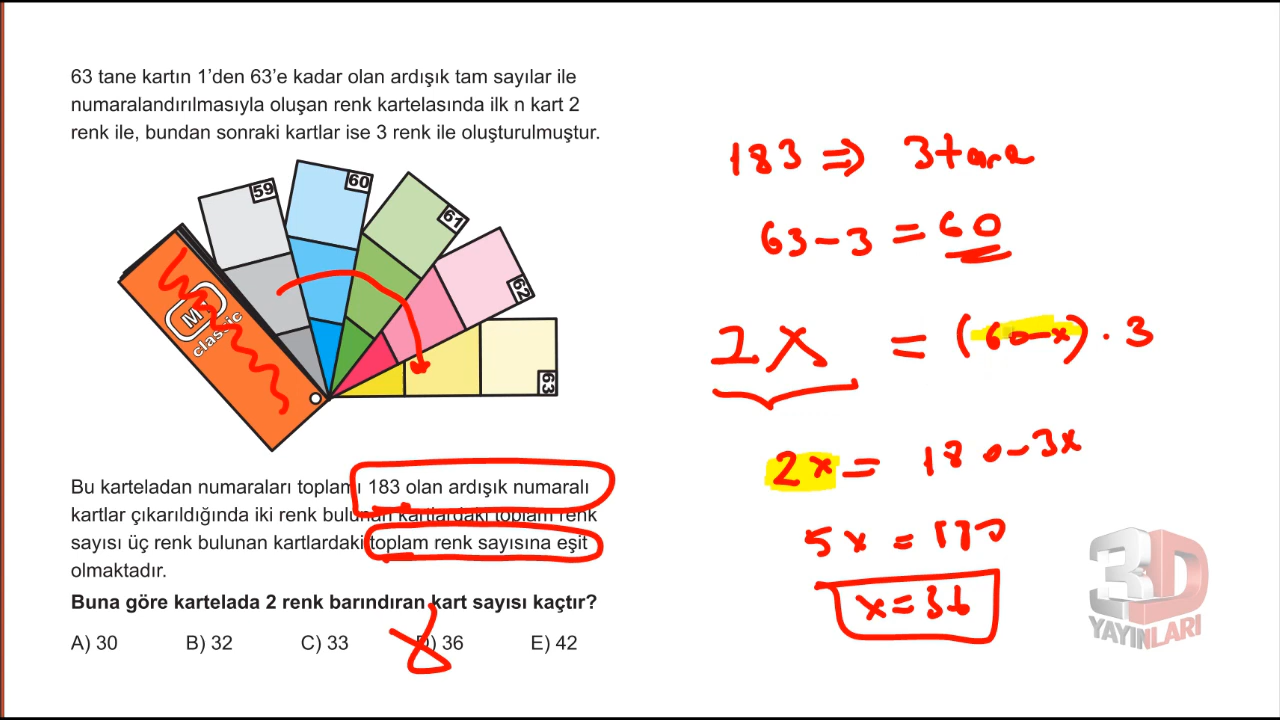 63 tane kartın 1'den 63'e kadar olan ardışık tam sayılar ile
numaralandırılmasıyla oluşan renk kartelasında ilk n kart 2
renk ile, bundan sonraki kartlar ise 3 renk ile oluşturulmuştur.
59
60
61
62
63
M
classic
Bu karteladan numaraları toplamı 183 olan ardışık numaralı
kartlar çıkarıldığında iki renk bulunan kartlardaki toplam renk
sayısı üç renk bulunan kartlardaki toplam renk sayısına eşit
olmaktadır.
Buna göre kartelada 2 renk barındıran kart sayısı kaçtır?
A) 30 B) 32 C) 33 D) 36 E) 42
183 ⇒ 3 tane
63-3 = 60
2x = (60-x) . 3
2x = 180-3x
5x = 180
x = 36
3D
YAYINLARI